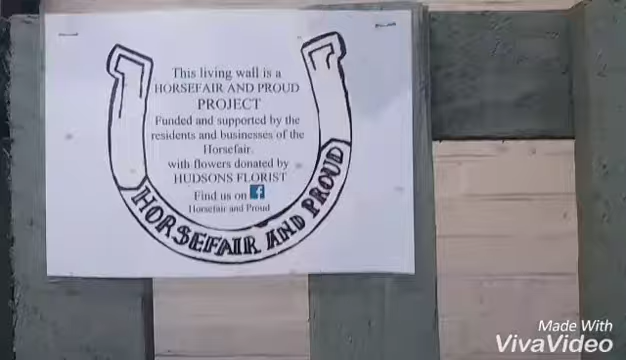 This living wall is a
HORSEFAIR AND PROUD
PROJECT
Funded and supported by the
residents and businesses of the
Horsefair.
with flowers donated by
HUDSONS FLORIST
Find us on f
Horsefair and Proud
HORSEFAIR AND PROUD
Made With
VivaVideo